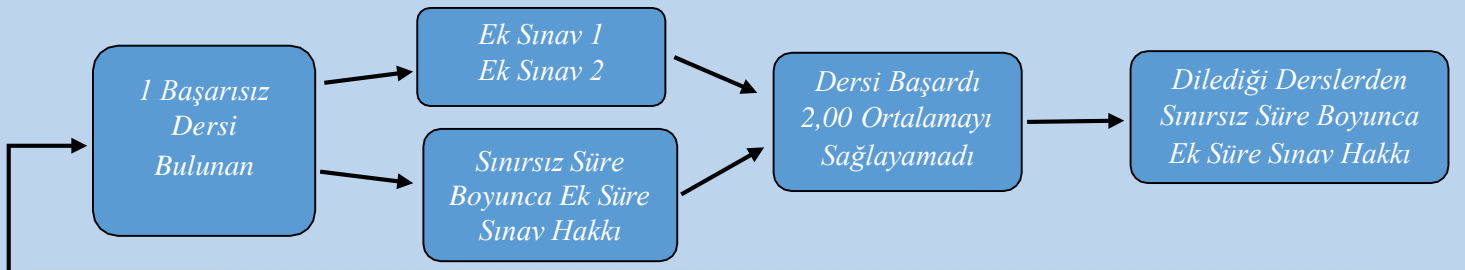 1 Başarısız
Dersi
Bulunan
Ek Sınav 1
Ek Sınav 2
Sınırsız Süre
Boyunca Ek Süre
Sınav Hakkı
Dersi Başardı
2,00 Ortalamayı
Sağlayamadı
Dilediği Derslerden
Sınırsız Süre Boyunca
Ek Süre Sınav Hakkı